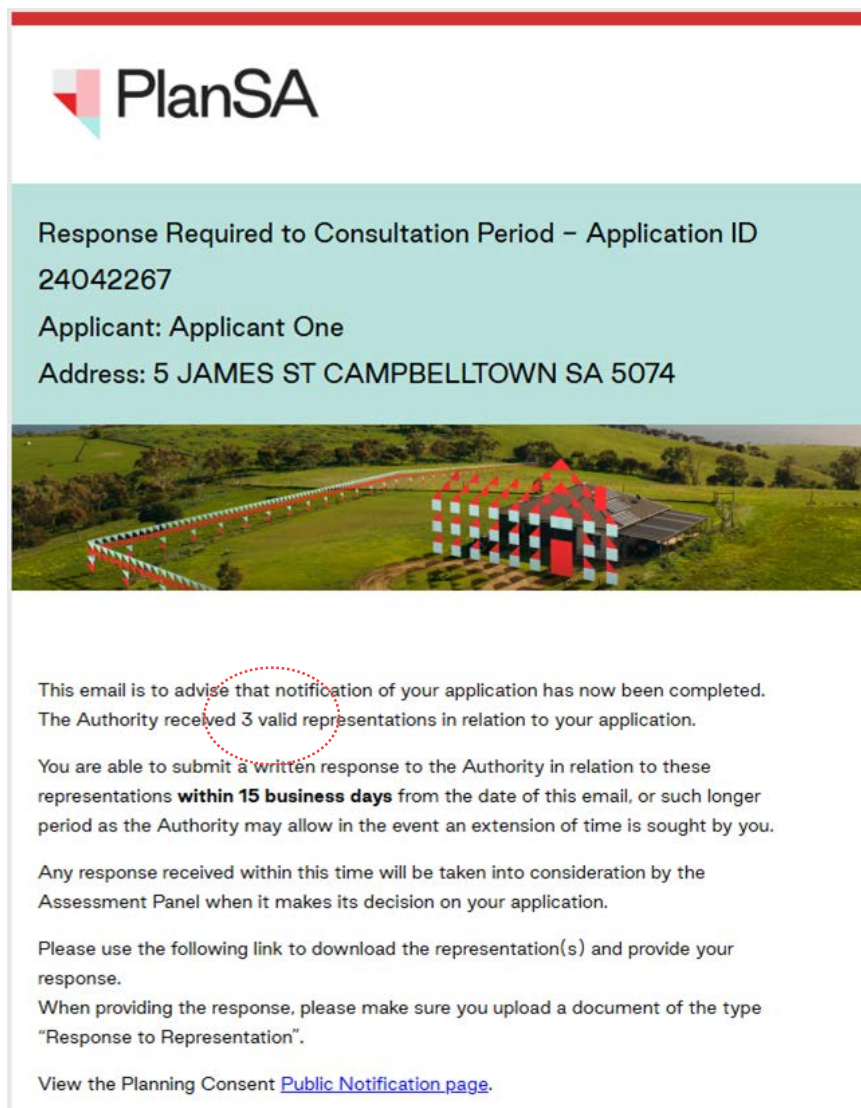 PlanSA
Response Required to Consultation Period – Application ID
24042267
Applicant: Applicant One
Address: 5 JAMES ST CAMPBELLTOWN SA 5074
This email is to advise that notification of your application has now been completed.
The Authority received 3 valid representations in relation to your application.
You are able to submit a written response to the Authority in relation to these
representations within 15 business days from the date of this email, or such longer
period as the Authority may allow in the event an extension of time is sought by you.
Any response received within this time will be taken into consideration by the
Assessment Panel when it makes its decision on your application.
Please use the following link to download the representation(s) and provide your
response.
When providing the response, please make sure you upload a document of the type
“Response to Representation”.
View the Planning Consent Public Notification page.